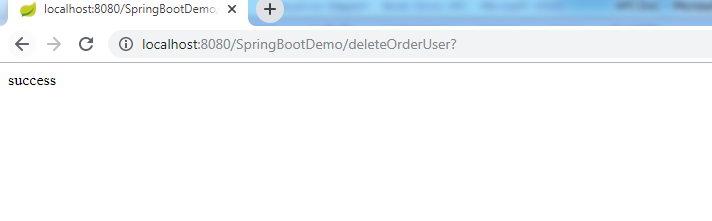 localhost:8080/SpringBootDemo
localhost:8080/SpringBootDemo/deleteOrderUser?
success